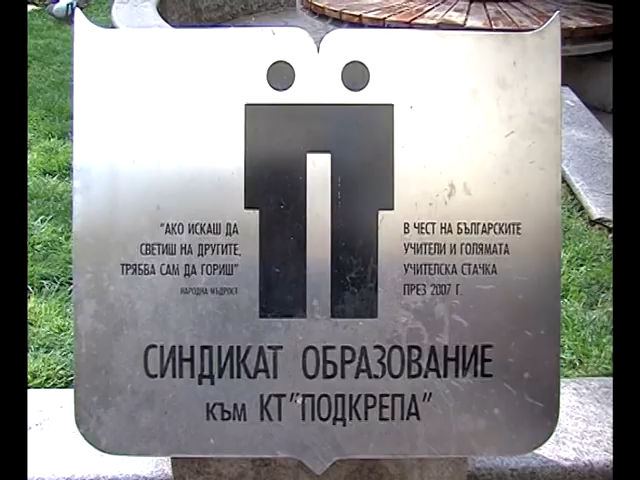 "АКО ИСКАШ ДА
СВЕТИШ НА ДРУГИТЕ,
ТРЯБВА САМ ДА ГОРИШ"
НАРОДНА МЪДРОСТ
В ЧЕСТ НА БЪЛГАРСКИТЕ
УЧИТЕЛИ И ГОЛЯМАТА
УЧИТЕЛСКА СТАЧКА
ПРЕЗ 2007 Г.
СИНДИКАТ ОБРАЗОВАНИЕ
КЪМ КТ"ПОДКРЕПА"